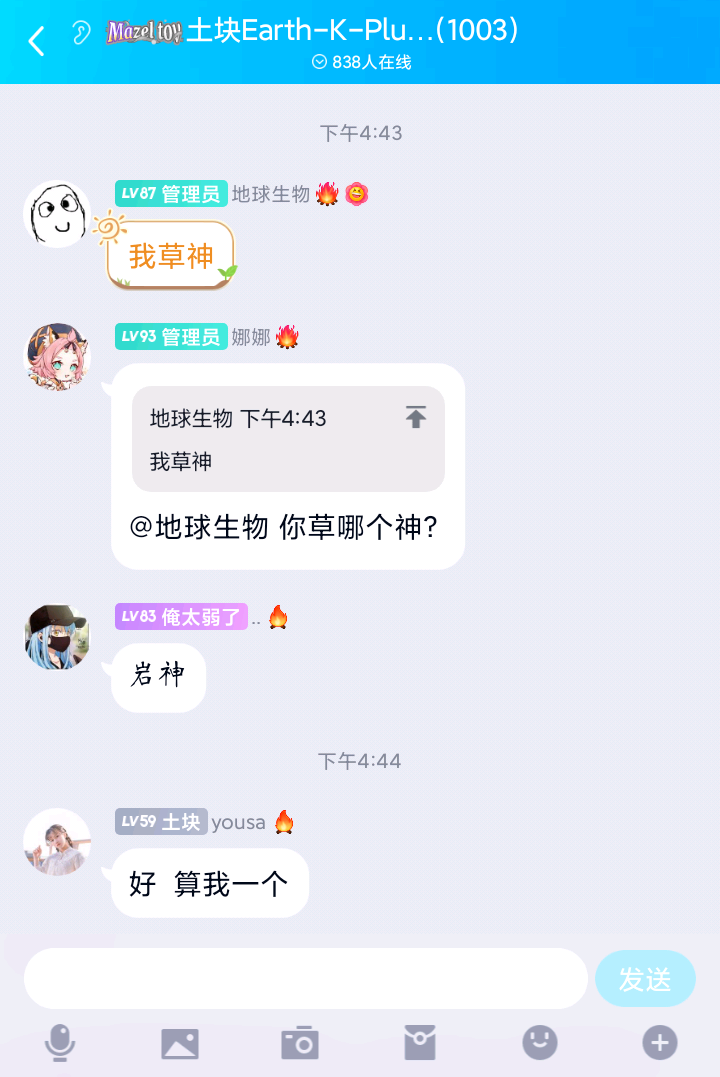 Mazel toy 土块Earth-K-Plu...(1003)
838人在线
下午4:43
LV87 管理员 地球生物
我草神
LV93 管理员 娜娜
地球生物 下午4:43
我草神
@地球生物 你草哪个神?
LV83 俺太弱了 ..
岩神
下午4:44
LV59 土块 yousa
好 算我一个
发送